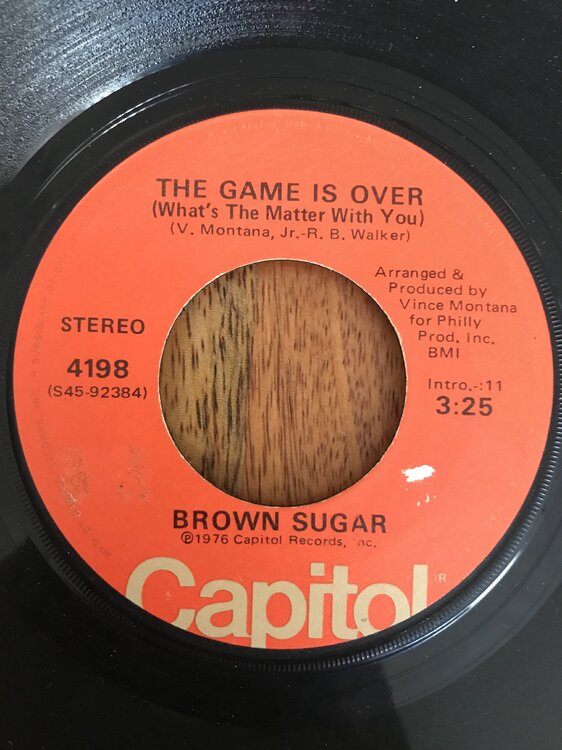 THE GAME IS OVER
(What's The Matter With You)
(V. Montana, Jr.-R. B. Walker)
Arranged &
Produced by
Vince Montana
for Philly
Prod. Inc.
BMI
STEREO
4198
(S45-92384)
Intro.-:11
3:25
BROWN SUGAR
℗1976 Capitol Records, Inc.
Capitol®